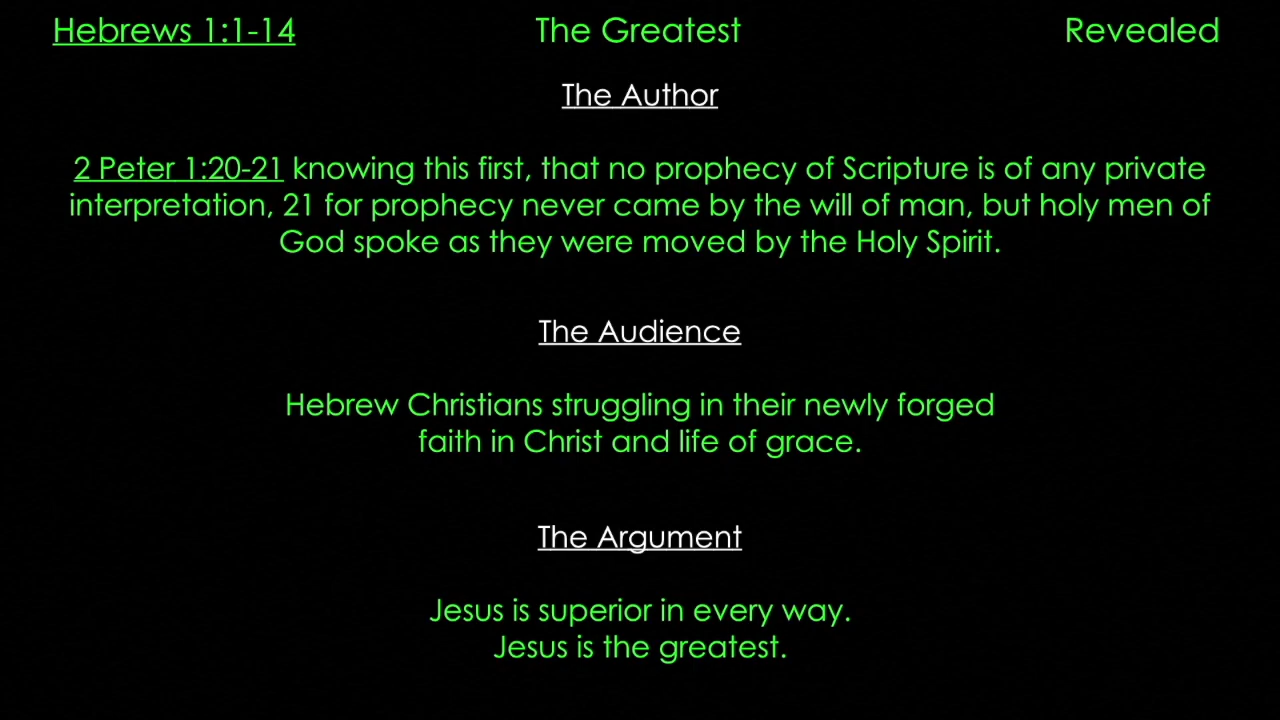 Hebrews 1:1-14 The Greatest Revealed
The Author
2 Peter 1:20-21 knowing this first, that no prophecy of Scripture is of any private
interpretation, 21 for prophecy never came by the will of man, but holy men of
God spoke as they were moved by the Holy Spirit.
The Audience
Hebrew Christians struggling in their newly forged
faith in Christ and life of grace.
The Argument
Jesus is superior in every way.
Jesus is the greatest.